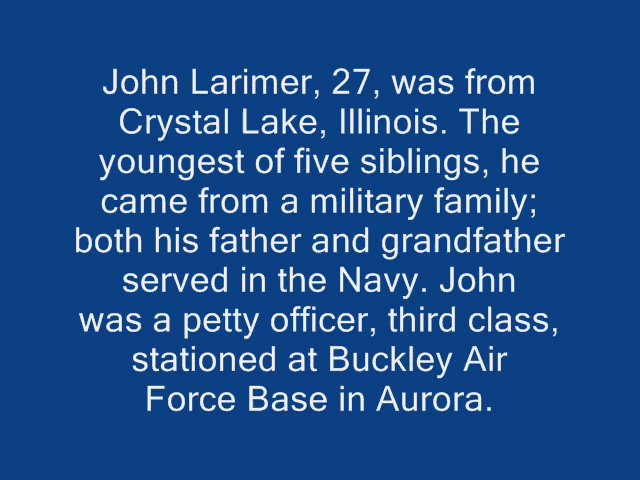 John Larimer, 27, was from
Crystal Lake, Illinois. The
youngest of five siblings, he
came from a military family;
both his father and grandfather
served in the Navy. John
was a petty officer, third class,
stationed at Buckley Air
Force Base in Aurora.